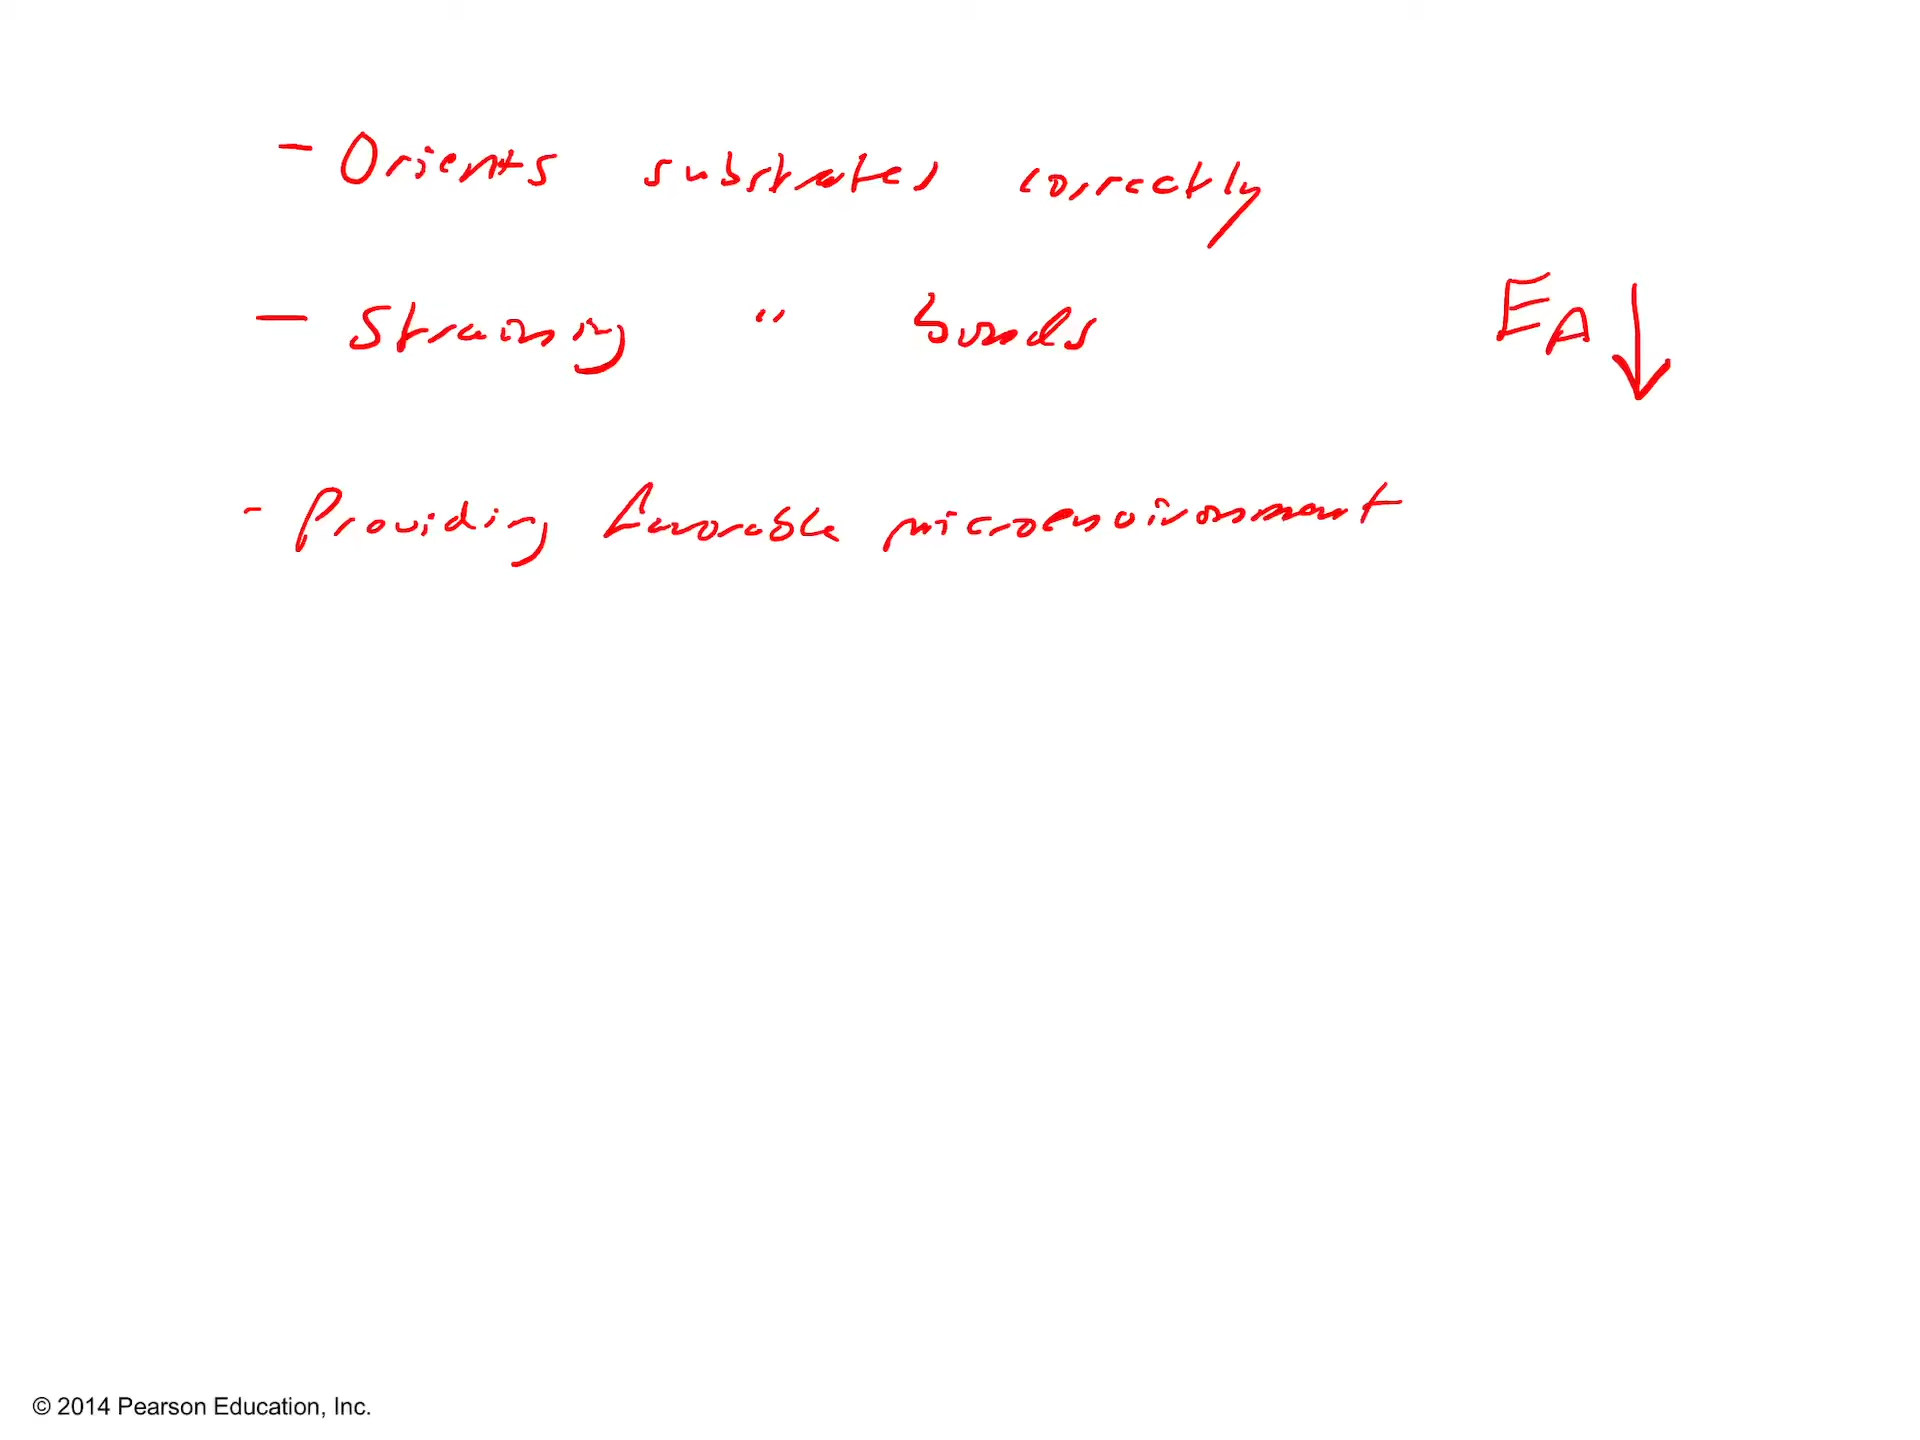 - Orients substrates correctly
- Straining " bonds
EA ↓
- Providing favorable microenvironment
© 2014 Pearson Education, Inc.